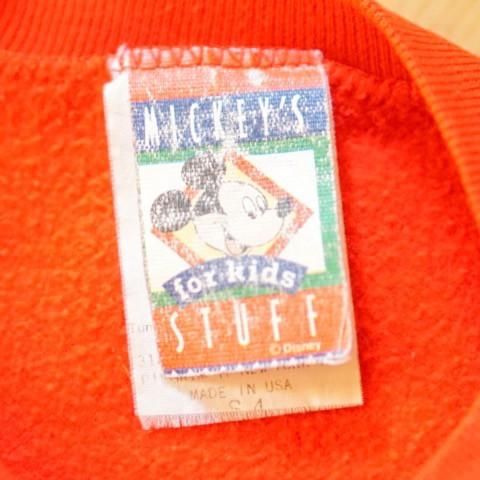 MICKEY'S
for kids
STUFF
© Disney
MADE IN USA